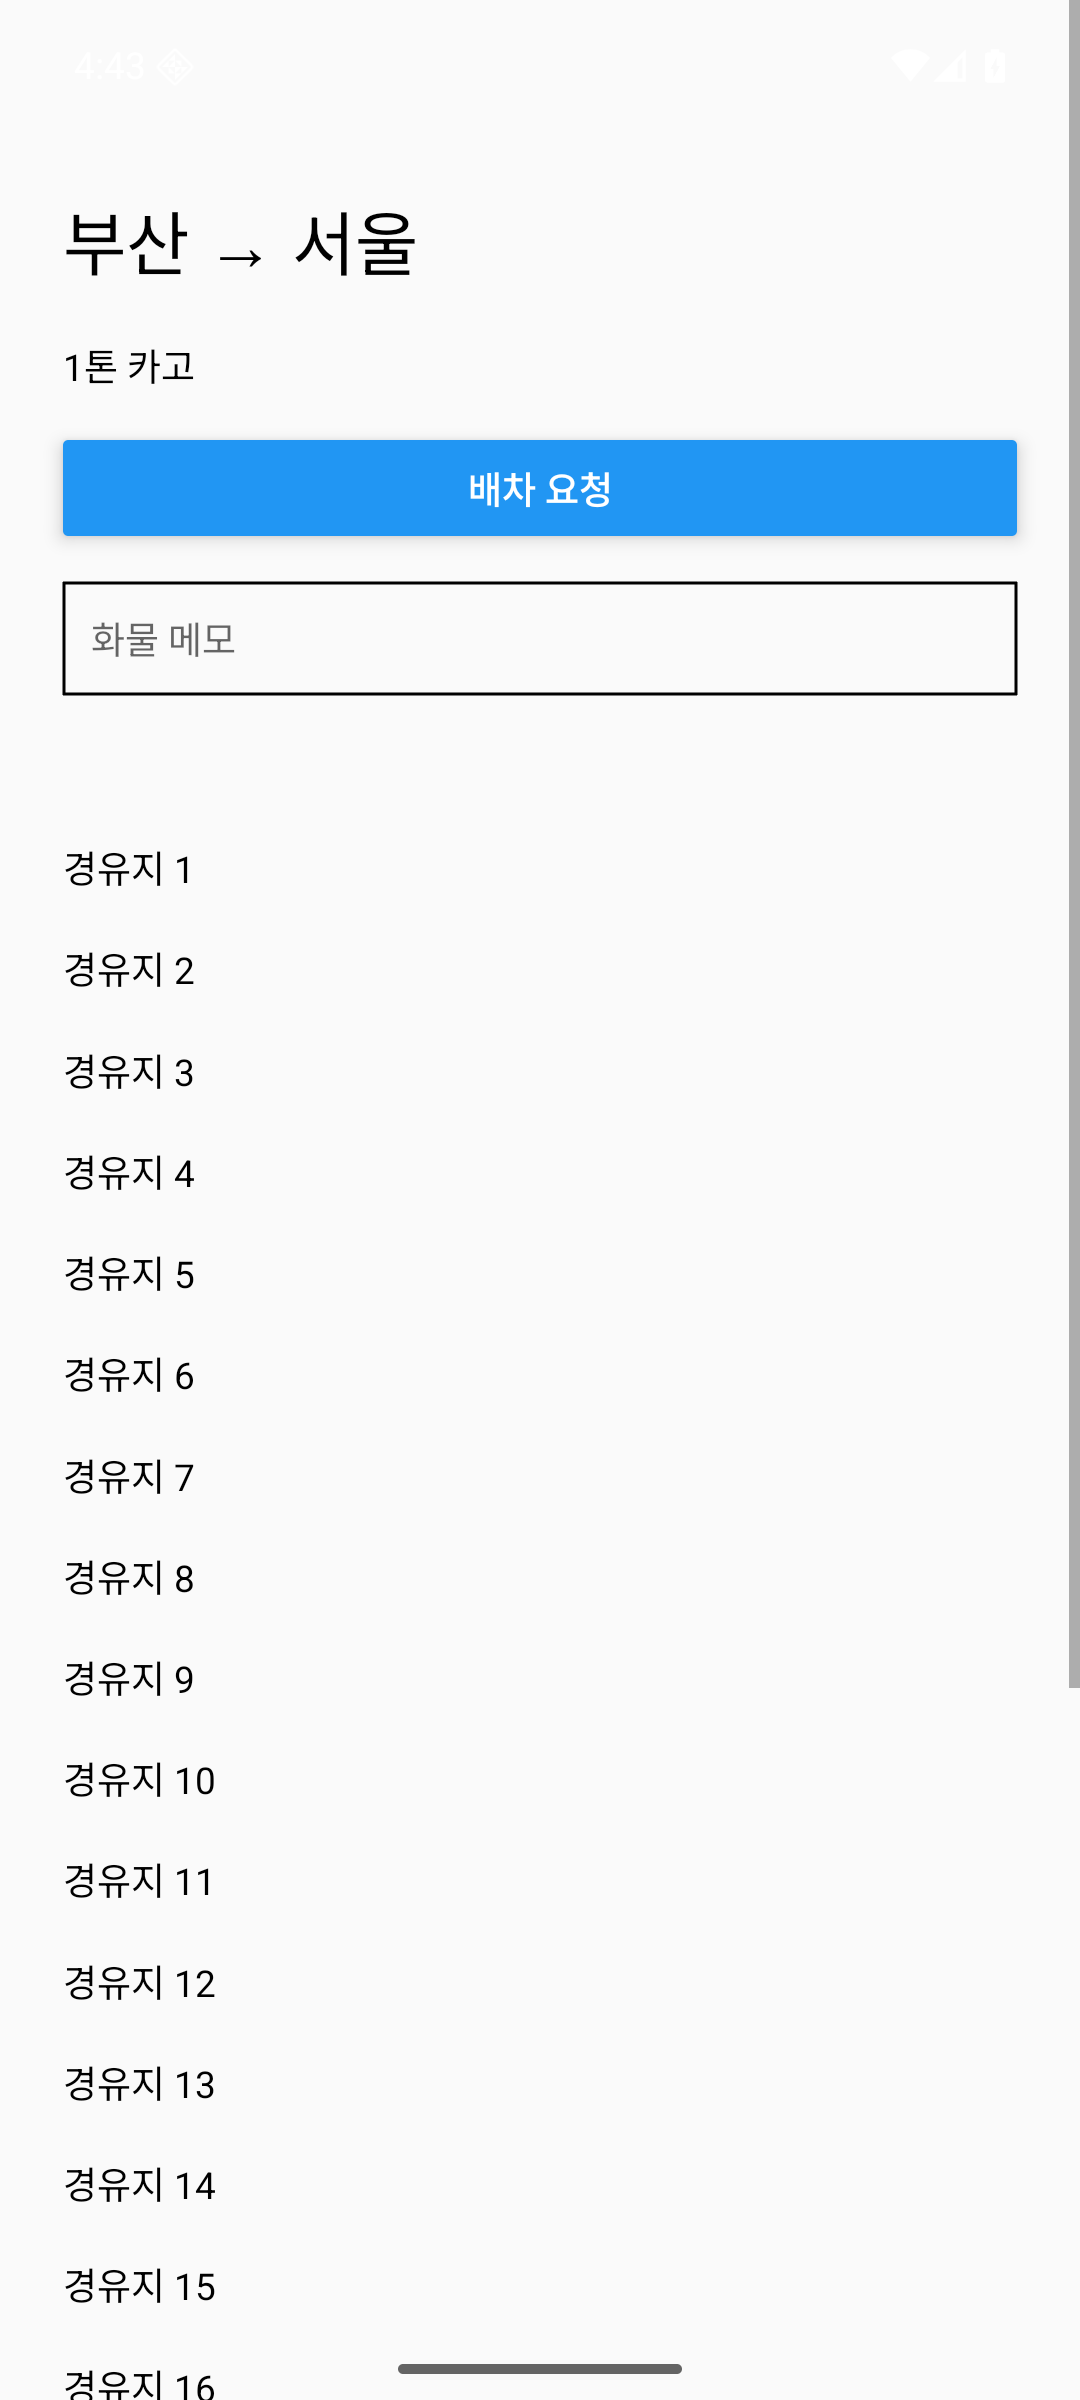 4:43
부산 → 서울
1톤 카고
배차 요청
화물 메모
경유지 1
경유지 2
경유지 3
경유지 4
경유지 5
경유지 6
경유지 7
경유지 8
경유지 9
경유지 10
경유지 11
경유지 12
경유지 13
경유지 14
경유지 15
경유지 16